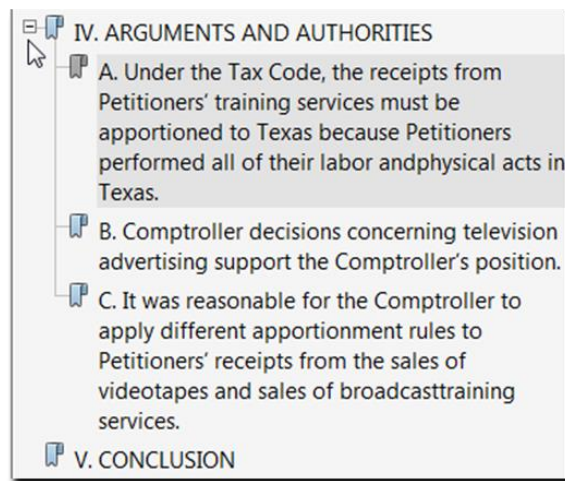 IV. ARGUMENTS AND AUTHORITIES
A. Under the Tax Code, the receipts from
Petitioners' training services must be
apportioned to Texas because Petitioners
performed all of their labor andphysical acts in
Texas.
B. Comptroller decisions concerning television
advertising support the Comptroller's position.
C. It was reasonable for the Comptroller to
apply different apportionment rules to
Petitioners' receipts from the sales of
videotapes and sales of broadcasttraining
services.
V. CONCLUSION